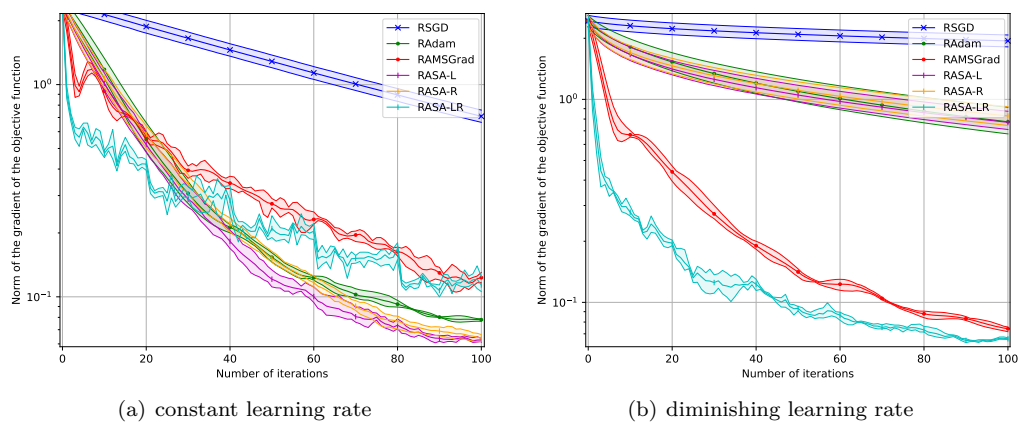 Norm of the gradient of the objective function
10⁰
10⁻¹
0
20
40
60
80
100
Number of iterations
RSGD
RAdam
RAMSGrad
RASA-L
RASA-R
RASA-LR
(a) constant learning rate
Norm of the gradient of the objective function
10⁰
10⁻¹
0
20
40
60
80
100
Number of iterations
RSGD
RAdam
RAMSGrad
RASA-L
RASA-R
RASA-LR
(b) diminishing learning rate